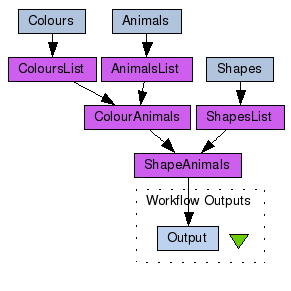 Colours
Animals
ColoursList
AnimalsList
Shapes
ColourAnimals
ShapesList
ShapeAnimals
Workflow Outputs
Output